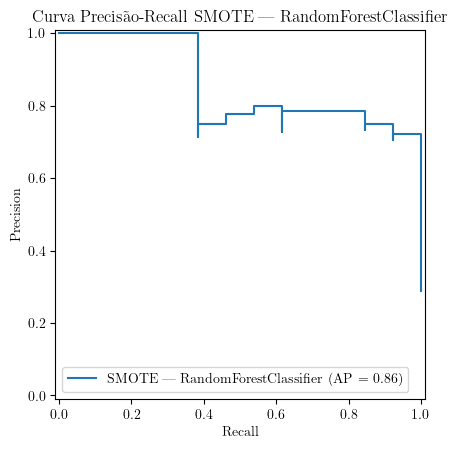 Curva Precisão-Recall SMOTE — RandomForestClassifier
1.0
0.8
0.6
0.4
0.2
0.0
Precision
SMOTE — RandomForestClassifier (AP = 0.86)
0.0 0.2 0.4 0.6 0.8 1.0
Recall